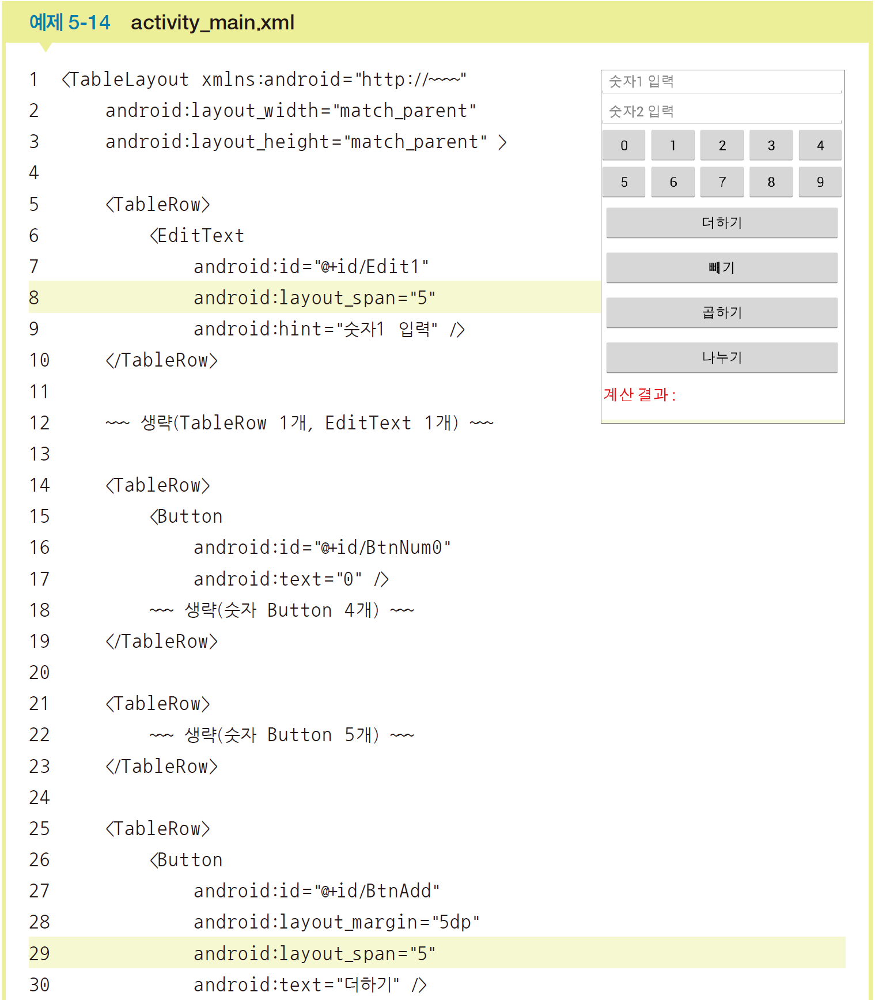 예제 5-14 activity_main.xml
1 <TableLayout xmlns:android="http://~~~~"
2 android:layout_width="match_parent"
3 android:layout_height="match_parent" >
4
5 <TableRow>
6 <EditText
7 android:id="@+id/Edit1"
8 android:layout_span="5"
9 android:hint="숫자1 입력" />
10 </TableRow>
11
12 ~~~ 생략(TableRow 1개, EditText 1개) ~~~
13
14 <TableRow>
15 <Button
16 android:id="@+id/BtnNum0"
17 android:text="0" />
18 ~~~ 생략(숫자 Button 4개) ~~~
19 </TableRow>
20
21 <TableRow>
22 ~~~ 생략(숫자 Button 5개) ~~~
23 </TableRow>
24
25 <TableRow>
26 <Button
27 android:id="@+id/BtnAdd"
28 android:layout_margin="5dp"
29 android:layout_span="5"
30 android:text="더하기" />
숫자1 입력
숫자2 입력
0 1 2 3 4
5 6 7 8 9
더하기
빼기
곱하기
나누기
계산 결과 :